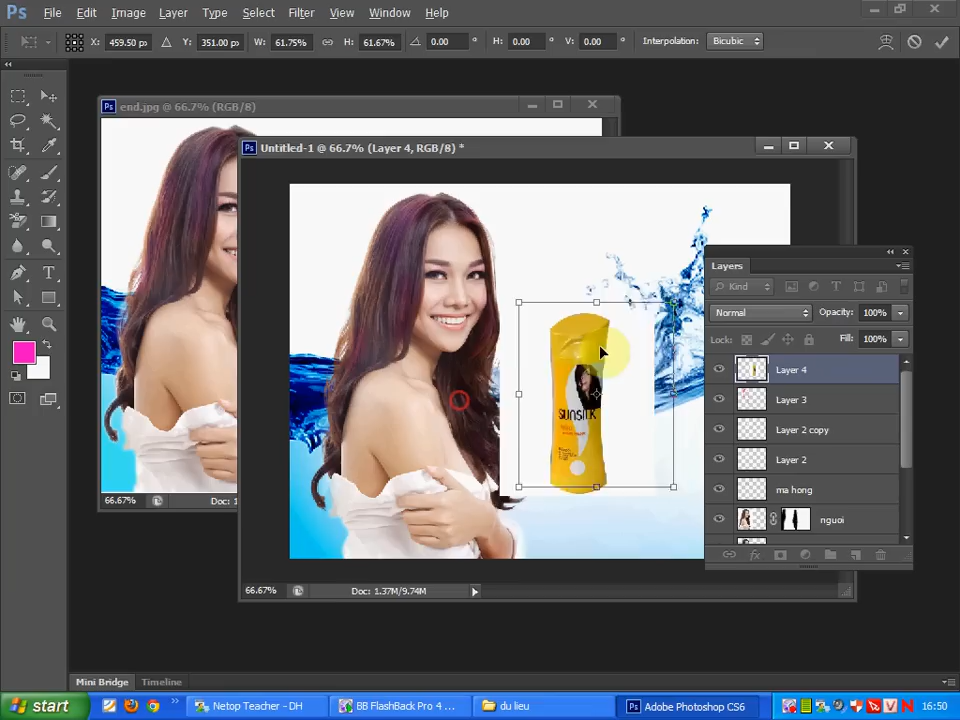 Ps File Edit Image Layer Type Select Filter View Window Help
X: 459.50 px Y: 351.00 px W: 61.75% H: 61.67% 0.00 ° H: 0.00 ° V: 0.00 ° Interpolation: Bicubic
end.jpg @ 66.7% (RGB/8)
Untitled-1 @ 66.7% (Layer 4, RGB/8) *
Layers
Kind
Normal Opacity: 100%
Lock: Fill: 100%
Layer 4
Layer 3
Layer 2 copy
Layer 2
ma hong
nguoi
sunsilk
66.67% Doc: 1
66.67% Doc: 1.37M/9.74M
Mini Bridge Timeline
start Netop Teacher - DH BB FlashBack Pro 4 ... du lieu Adobe Photoshop CS6 16:50